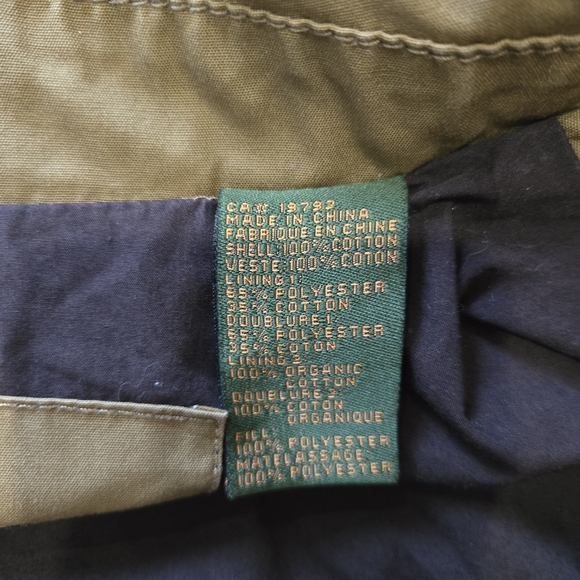 CA# 19792
MADE IN CHINA
FABRIQUE EN CHINE
SHELL 100% COTTON
VESTE 100% COTON
LINING 1
65% POLYESTER
35% COTTON
DOUBLURE 1
65% POLYESTER
35% COTON
LINING 2
100% ORGANIC
COTTON
DOUBLURE 2
100% COTON
ORGANIQUE
FILL:
100% POLYESTER
MATELASSAGE
100% POLYESTER